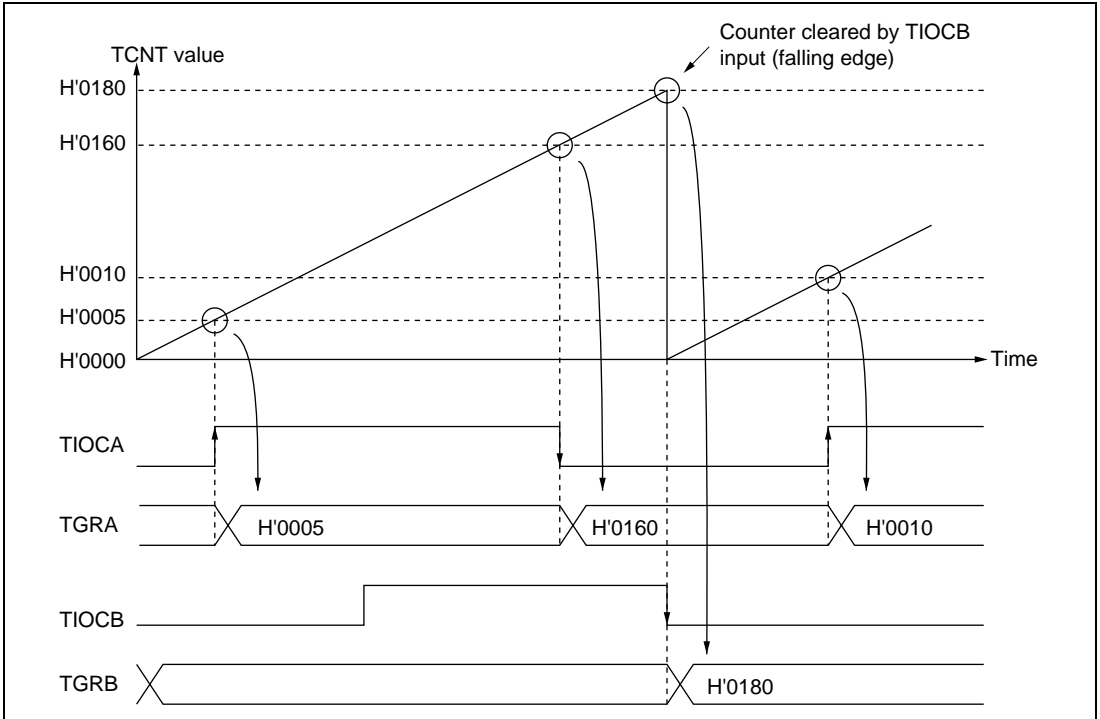 Counter cleared by TIOCB
input (falling edge)
TCNT value
H'0180
H'0160
H'0010
H'0005
H'0000
Time
TIOCA
TGRA
H'0005
H'0160
H'0010
TIOCB
TGRB
H'0180